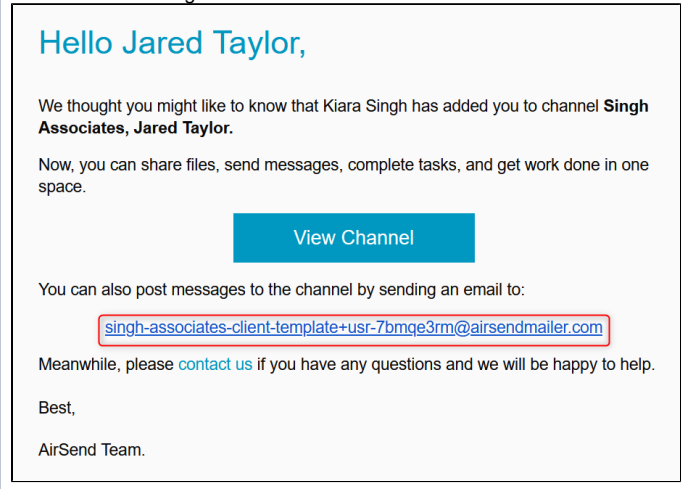 Hello Jared Taylor,
We thought you might like to know that Kiara Singh has added you to channel Singh
Associates, Jared Taylor.
Now, you can share files, send messages, complete tasks, and get work done in one
space.
View Channel
You can also post messages to the channel by sending an email to:
singh-associates-client-template+usr-7bmqe3rm@airsendmailer.com
Meanwhile, please contact us if you have any questions and we will be happy to help.
Best,
AirSend Team.